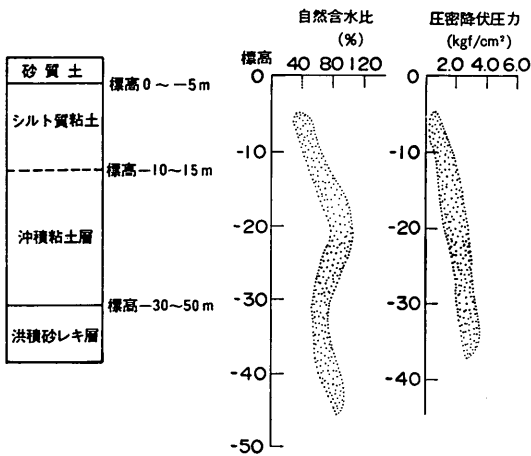 砂質土
標高0～−5m
シルト質粘土
標高−10～15m
沖積粘土層
標高−30～50m
洪積砂レキ層
自然含水比
(%)
標高 40 80 120
0
-10
-20
-30
-40
-50
圧密降伏圧力
(kgf/cm²)
2.0 4.0 6.0
0
-10
-20
-30
-40